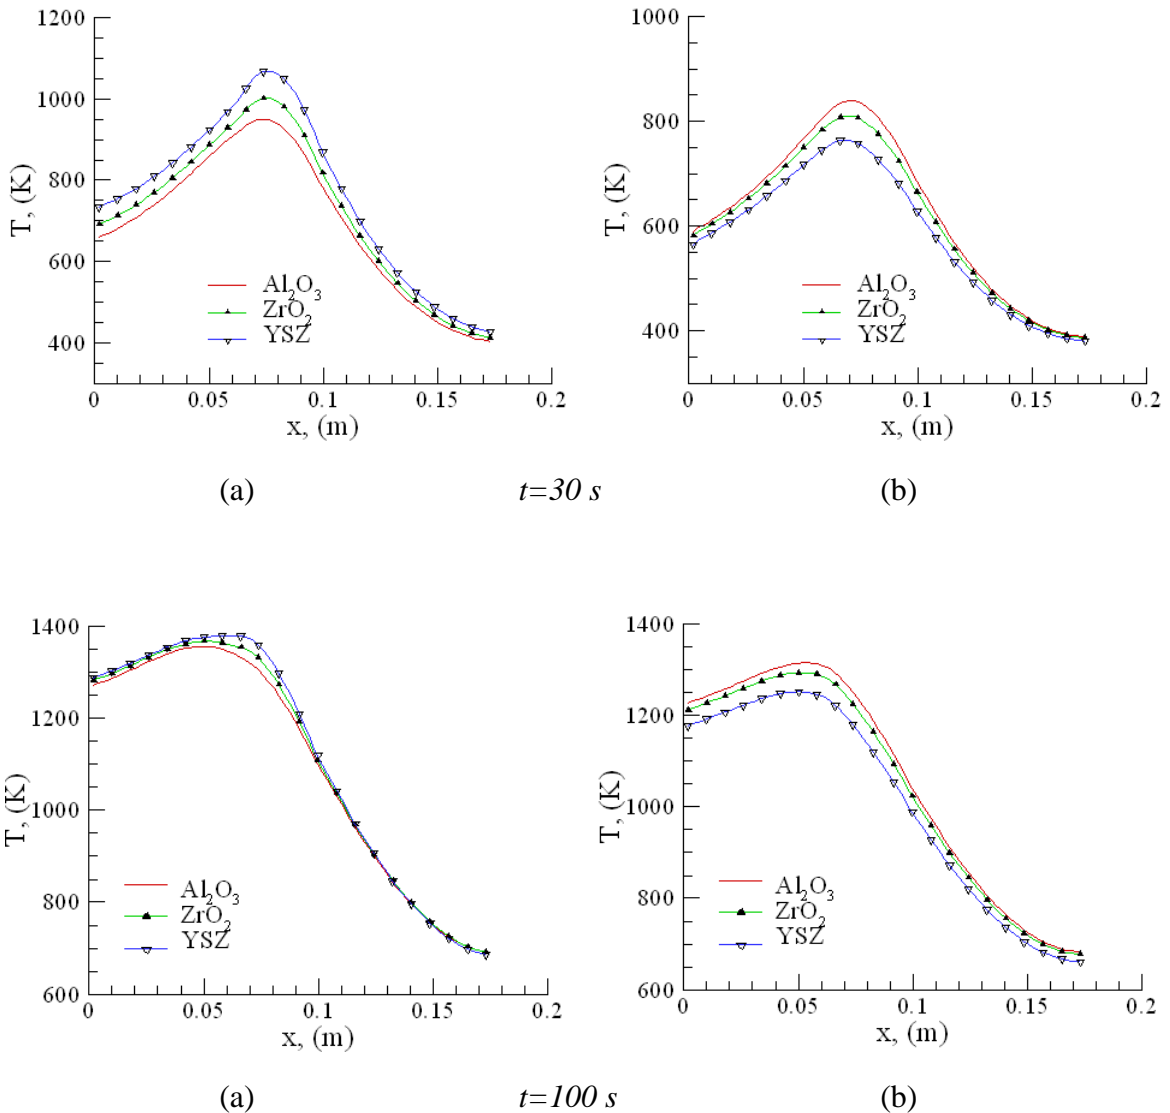 1200
1000
800
600
400
T, (K)
Al2O3
ZrO2
YSZ
0 0.05 0.1 0.15 0.2
x, (m)
1000
800
600
400
T, (K)
Al2O3
ZrO2
YSZ
0 0.05 0.1 0.15 0.2
x, (m)
(a) t=30 s (b)
1400
1200
1000
800
600
T, (K)
Al2O3
ZrO2
YSZ
0 0.05 0.1 0.15 0.2
x, (m)
1400
1200
1000
800
600
T, (K)
Al2O3
ZrO2
YSZ
0 0.05 0.1 0.15 0.2
x, (m)
(a) t=100 s (b)